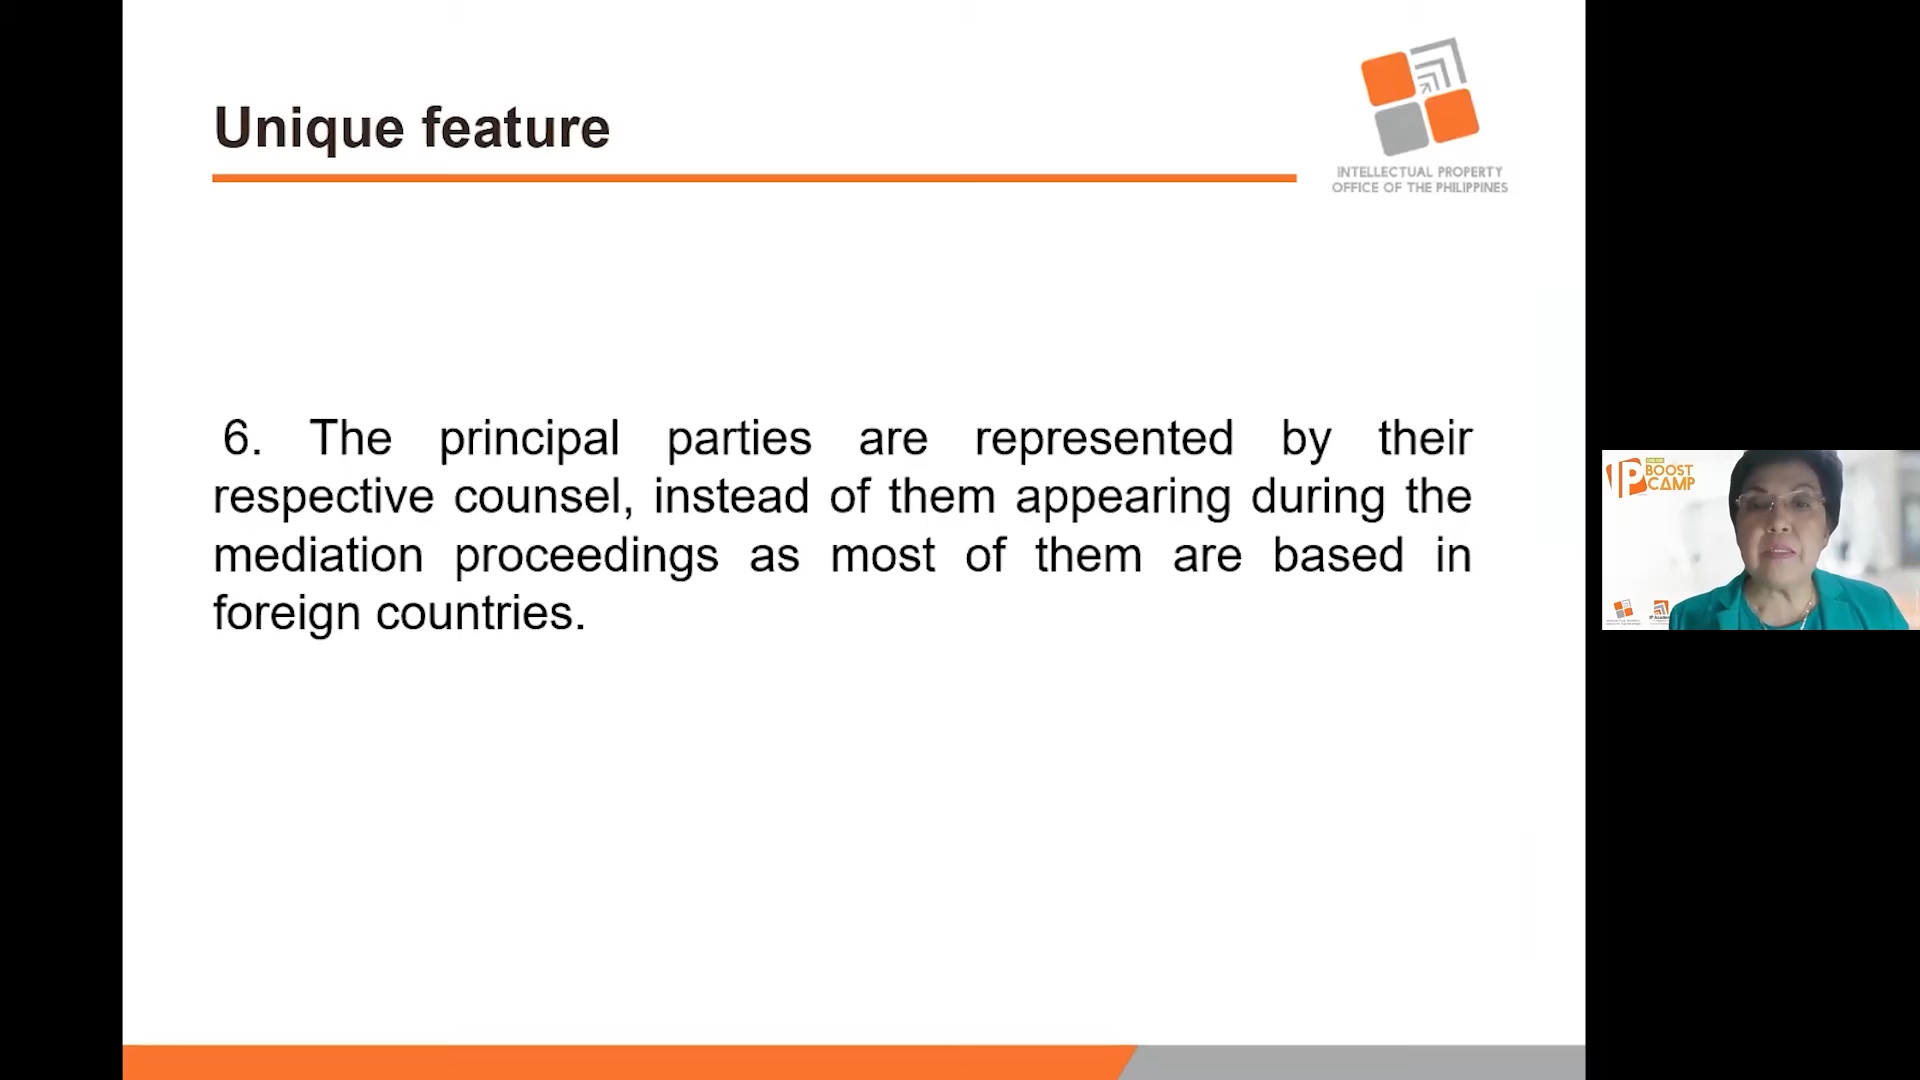 Unique feature
INTELLECTUAL PROPERTY
OFFICE OF THE PHILIPPINES
6. The principal parties are represented by their
respective counsel, instead of them appearing during the
mediation proceedings as most of them are based in
foreign countries.
IP BOOST
CAMP